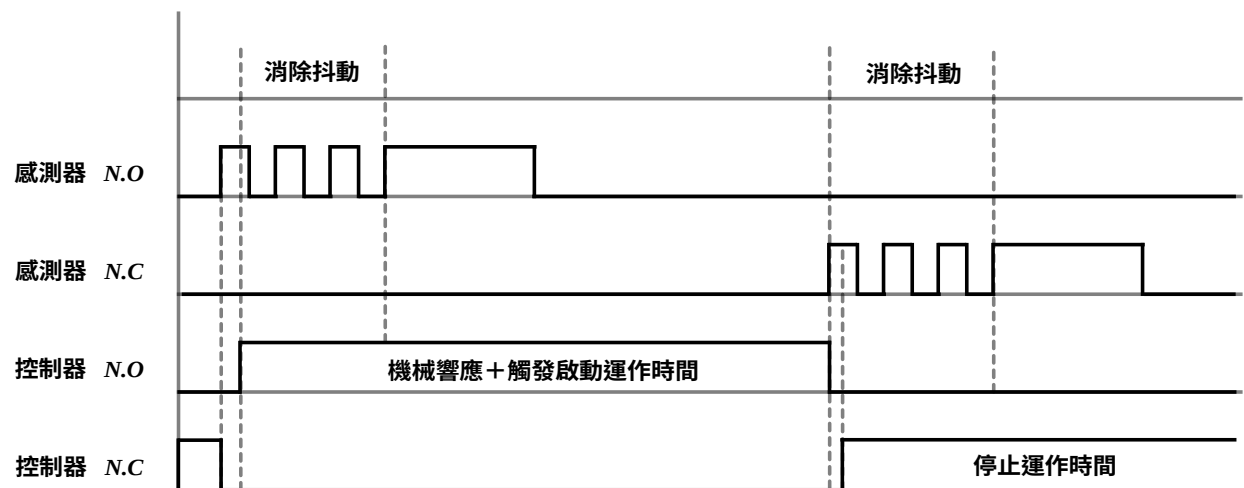 消除抖動
消除抖動
感測器 N.O
感測器 N.C
控制器 N.O
機械響應＋觸發啟動運作時間
控制器 N.C
停止運作時間